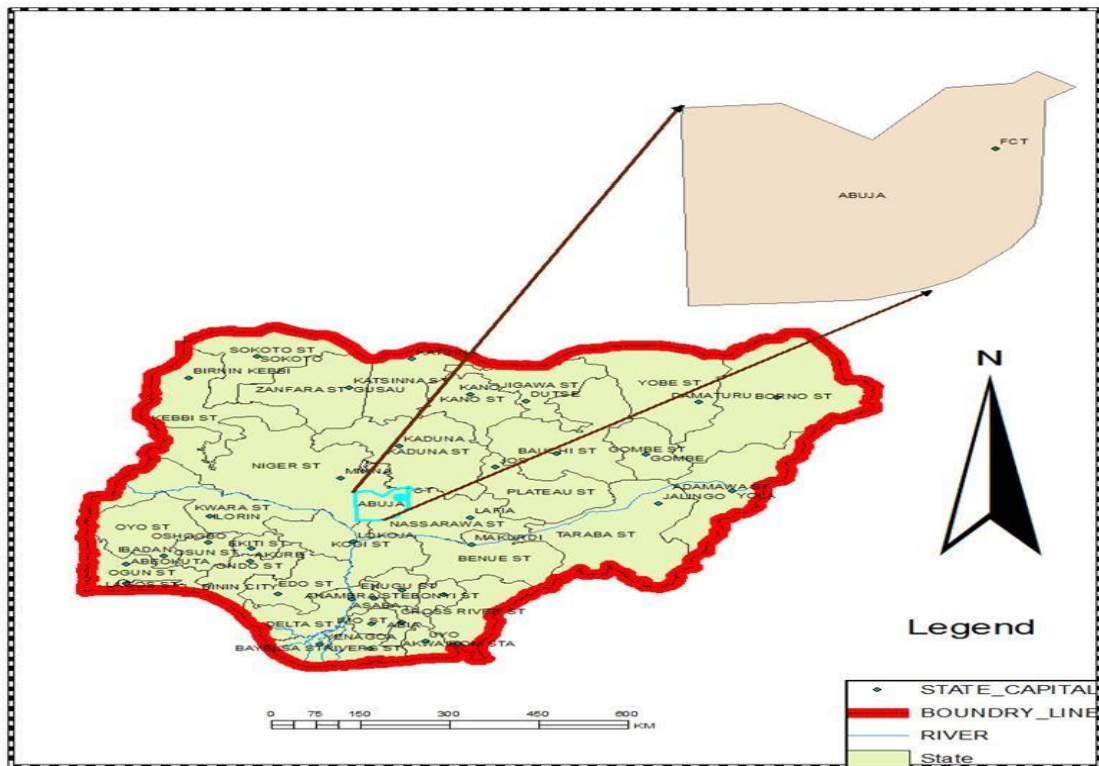 FCT
ABUJA
N
SOKOTO ST
SOKOTO
BIRNIN KEBBI
KATSINNA ST
ZANFARA ST
GUSAU
KANO
JIGAWA ST
KANO ST
DUTSE
YOBE ST
DAMATURU
BORNO ST
KEBBI ST
KADUNA
KADUNA ST
BAUCHI ST
GOMBE ST
GOMBE
NIGER ST
PLATEAU ST
ADAMAWA ST
JALINGO
YOLA
ABUJA
KWARA ST
ILORIN
LAFIA
NASSARAWA ST
TARABA ST
OYO ST
OSHOGBO
LOKOJA
KOGI ST
MAKURDI
EKITI ST
IBADAN
OSUN ST
AKURE
BENUE ST
ABEOKUTA
ONDO ST
OGUN ST
LAGOS ST
BININ CITY
EDO ST
ENUGU ST
ANAMBRA ST
EBONYI ST
ASABA
CROSS RIVER ST
DELTA ST
IMO ST
ABIA
YENAGOA
UYO
RIVERS ST
Legend
STATE_CAPITAL
BOUNDRY_LINE
RIVER
State
0 75 150 300 450 600
KM